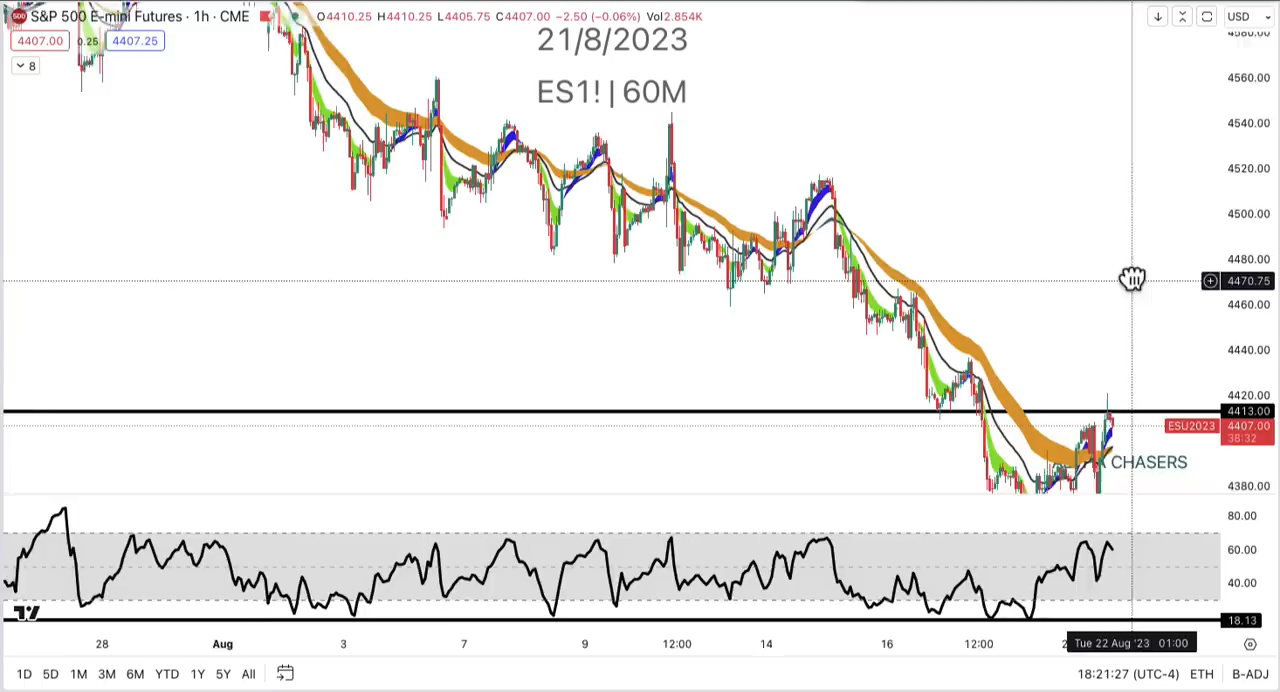 500 S&P 500 E-mini Futures · 1h · CME O4410.25 H4410.25 L4405.75 C4407.00 −2.50 (−0.06%) Vol2.854K USD
4407.00 0.25 4407.25
8
21/8/2023
ES1! | 60M
4580.00
4560.00
4540.00
4520.00
4500.00
4480.00
4470.75
4460.00
4440.00
4420.00
4413.00
ESU2023 4407.00
38:32
CHASERS
4380.00
80.00
60.00
40.00
18.13
28 Aug 3 7 9 12:00 14 16 12:00 2 Tue 22 Aug '23 01:00
1D 5D 1M 3M 6M YTD 1Y 5Y All 18:21:27 (UTC-4) ETH B-ADJ